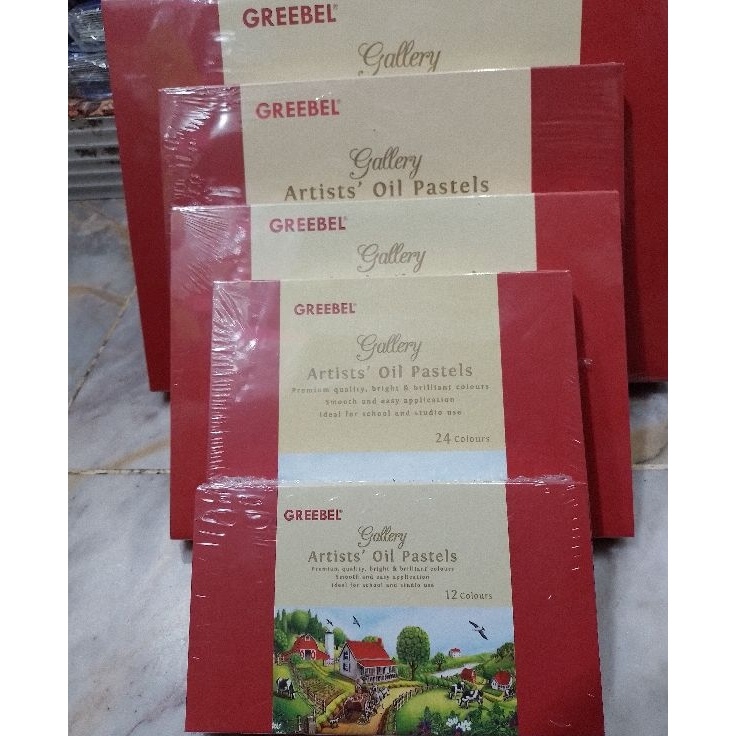 GREEBEL®
Gallery
GREEBEL®
Gallery
Artists' Oil Pastels
GREEBEL®
Gallery
GREEBEL®
Gallery
Artists' Oil Pastels
Premium quality, bright & brilliant colours
Smooth and easy application
Ideal for school and studio use
24 Colours
GREEBEL®
Gallery
Artists' Oil Pastels
Premium quality, bright & brilliant colours
Smooth and easy application
Ideal for school and studio use
12 Colours